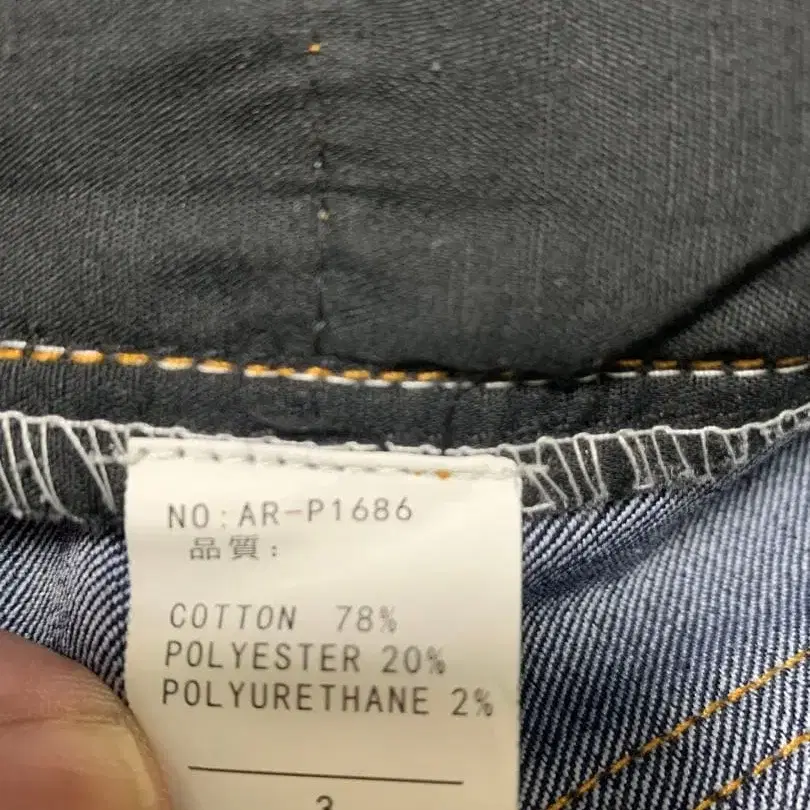 NO:AR-P1686
品質:
COTTON 78%
POLYESTER 20%
POLYURETHANE 2%